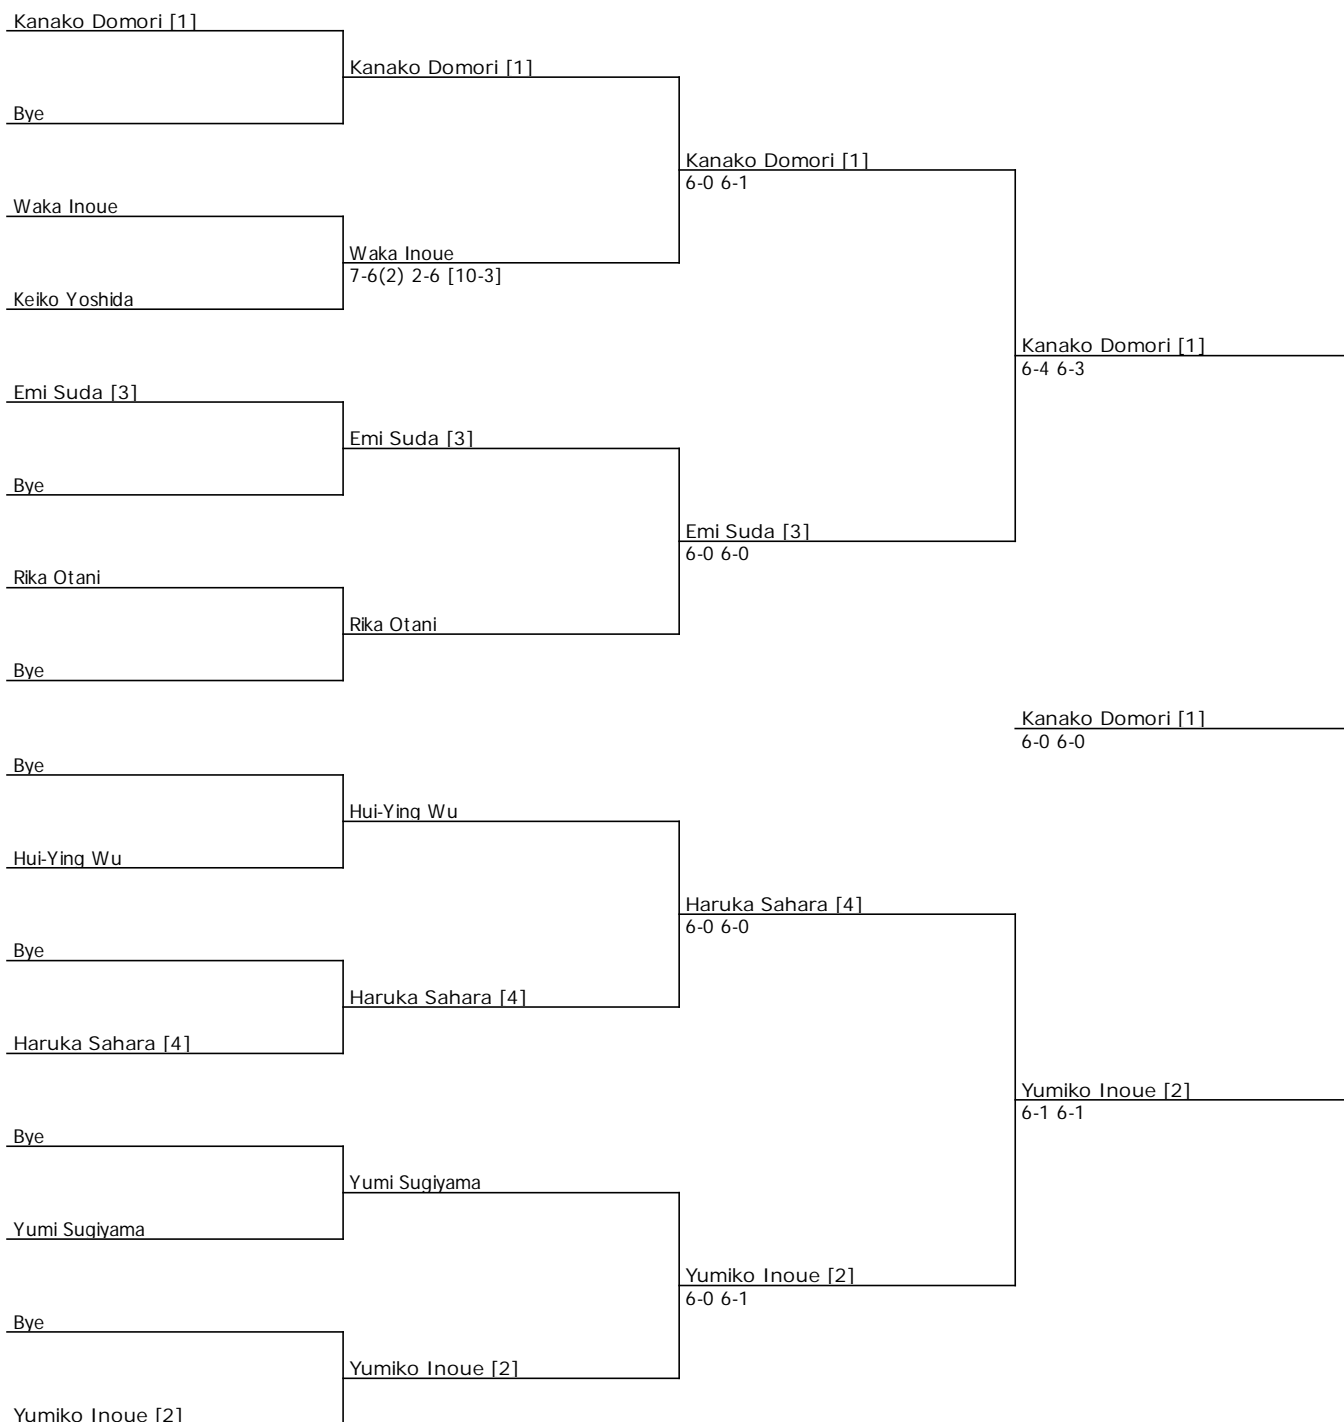 Kanako Domori [1]
Kanako Domori [1]
Bye
Kanako Domori [1]
6-0 6-1
Waka Inoue
Waka Inoue
7-6(2) 2-6 [10-3]
Keiko Yoshida
Kanako Domori [1]
6-4 6-3
Emi Suda [3]
Emi Suda [3]
Bye
Emi Suda [3]
6-0 6-0
Rika Otani
Rika Otani
Bye
Kanako Domori [1]
6-0 6-0
Bye
Hui-Ying Wu
Hui-Ying Wu
Haruka Sahara [4]
6-0 6-0
Bye
Haruka Sahara [4]
Haruka Sahara [4]
Yumiko Inoue [2]
6-1 6-1
Bye
Yumi Sugiyama
Yumi Sugiyama
Yumiko Inoue [2]
6-0 6-1
Bye
Yumiko Inoue [2]
Yumiko Inoue [2]